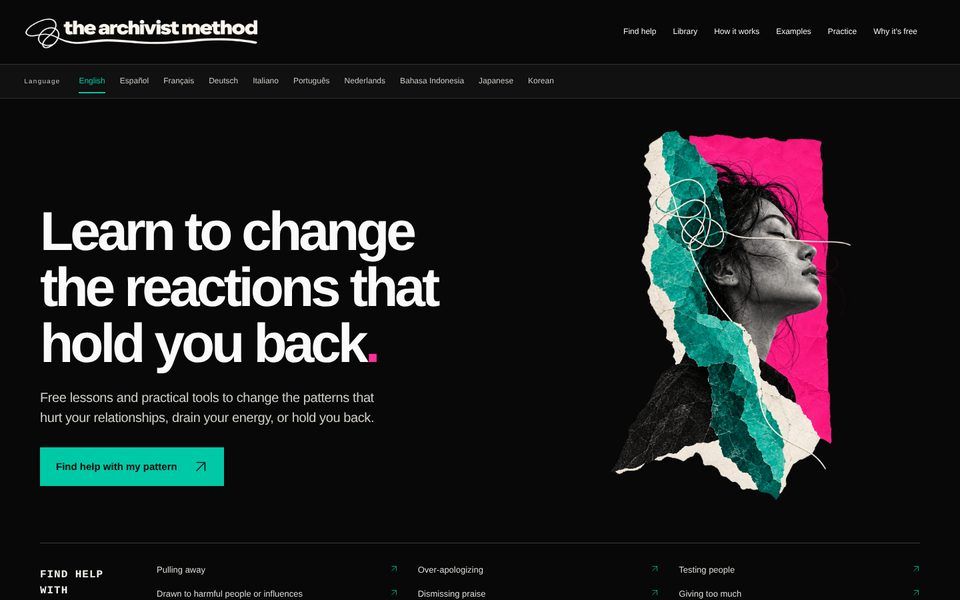 the archivist method
Find help Library How it works Examples Practice Why it's free
Language English Español Français Deutsch Italiano Português Nederlands Bahasa Indonesia Japanese Korean
Learn to change
the reactions that
hold you back.
Free lessons and practical tools to change the patterns that
hurt your relationships, drain your energy, or hold you back.
Find help with my pattern
FIND HELP
WITH
Pulling away Over-apologizing Testing people
Drawn to harmful people or influences Dismissing praise Giving too much